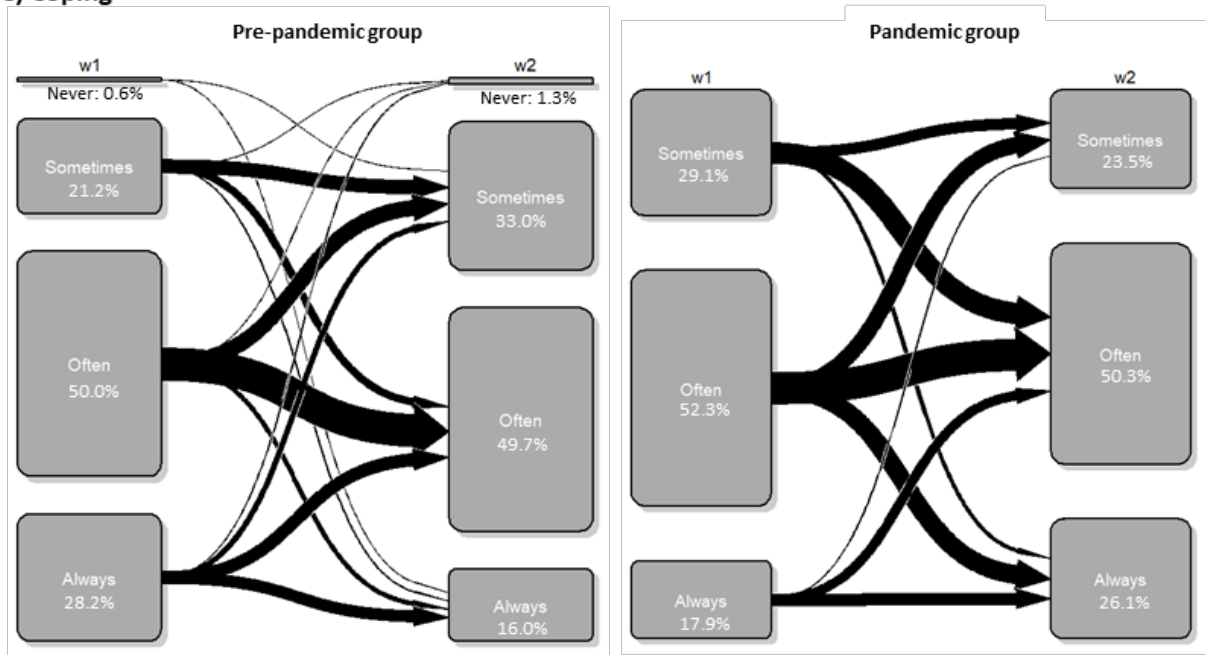 Coping
Pre-pandemic group
w1
w2
Never: 0.6%
Never: 1.3%
Sometimes
21.2%
Sometimes
33.0%
Often
50.0%
Often
49.7%
Always
28.2%
Always
16.0%
Pandemic group
w1
w2
Sometimes
29.1%
Sometimes
23.5%
Often
52.3%
Often
50.3%
Always
17.9%
Always
26.1%